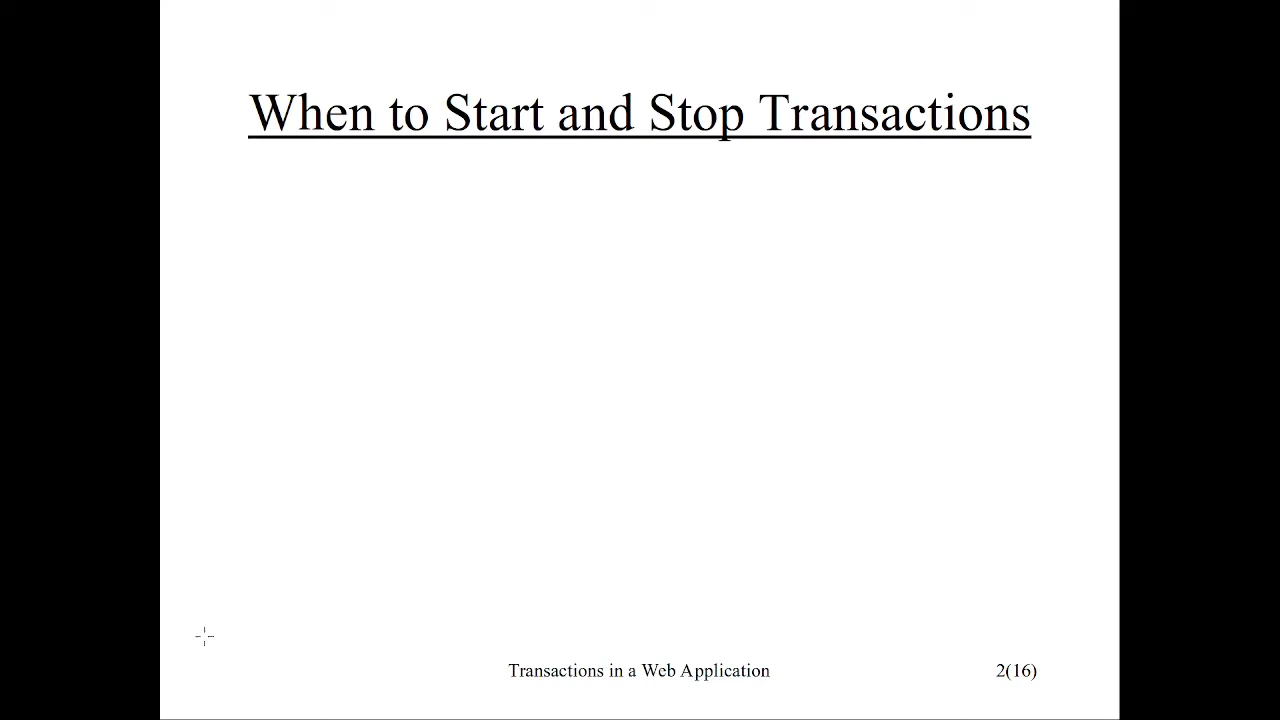 When to Start and Stop Transactions
Transactions in a Web Application
2(16)